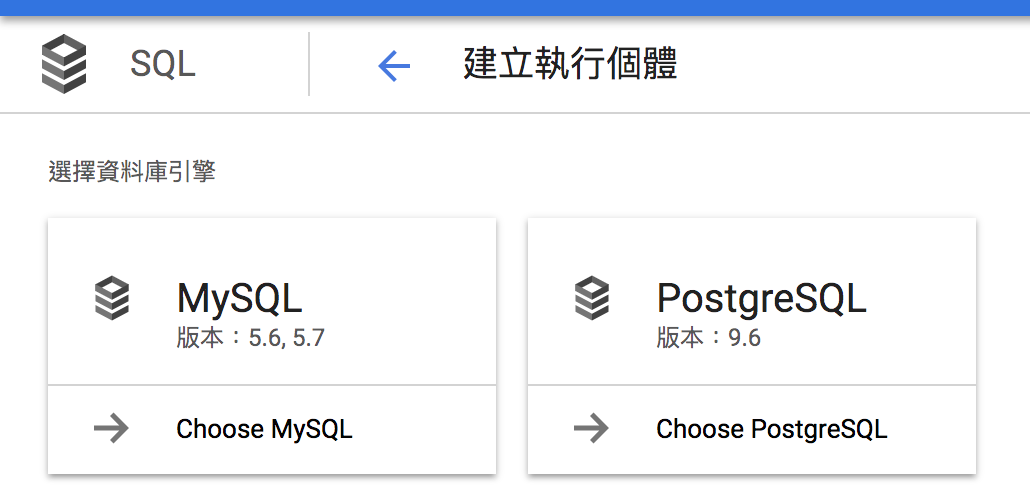 SQL
建立執行個體
選擇資料庫引擎
MySQL
版本：5.6, 5.7
Choose MySQL
PostgreSQL
版本：9.6
Choose PostgreSQL